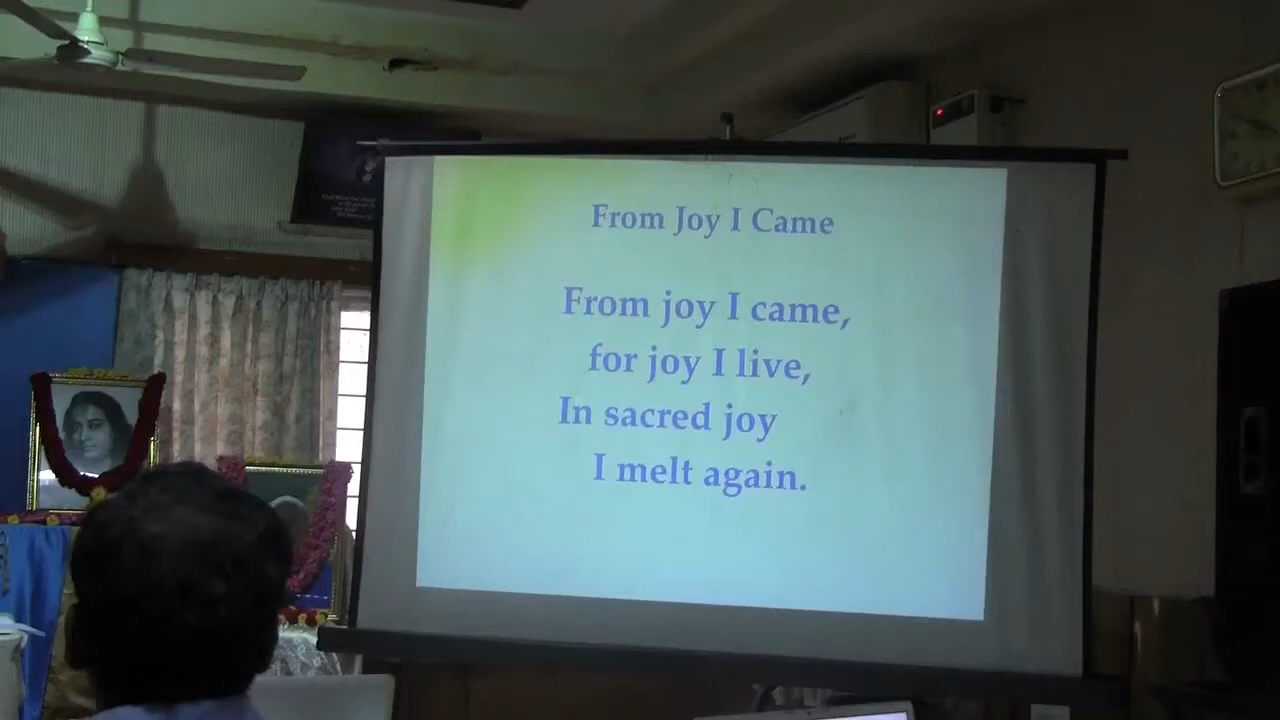 From Joy I Came
From joy I came,
for joy I live,
In sacred joy
I melt again.